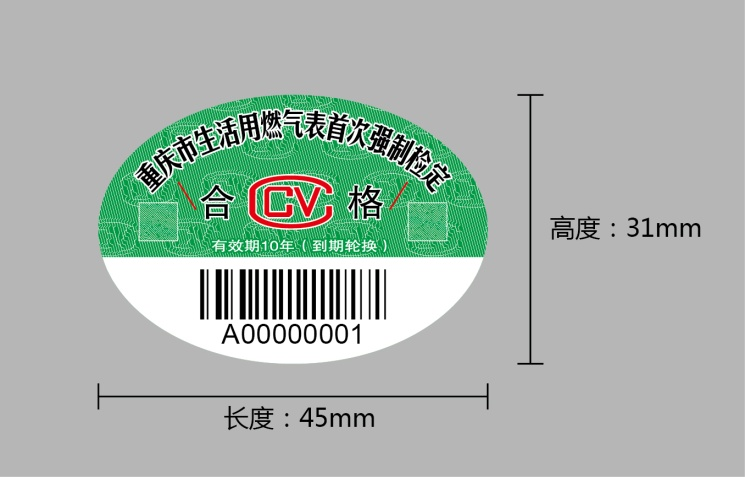 重庆市生活用燃气表首次强制检定
合 CV 格
有效期10年（到期轮换）
A00000001
高度：31mm
长度：45mm